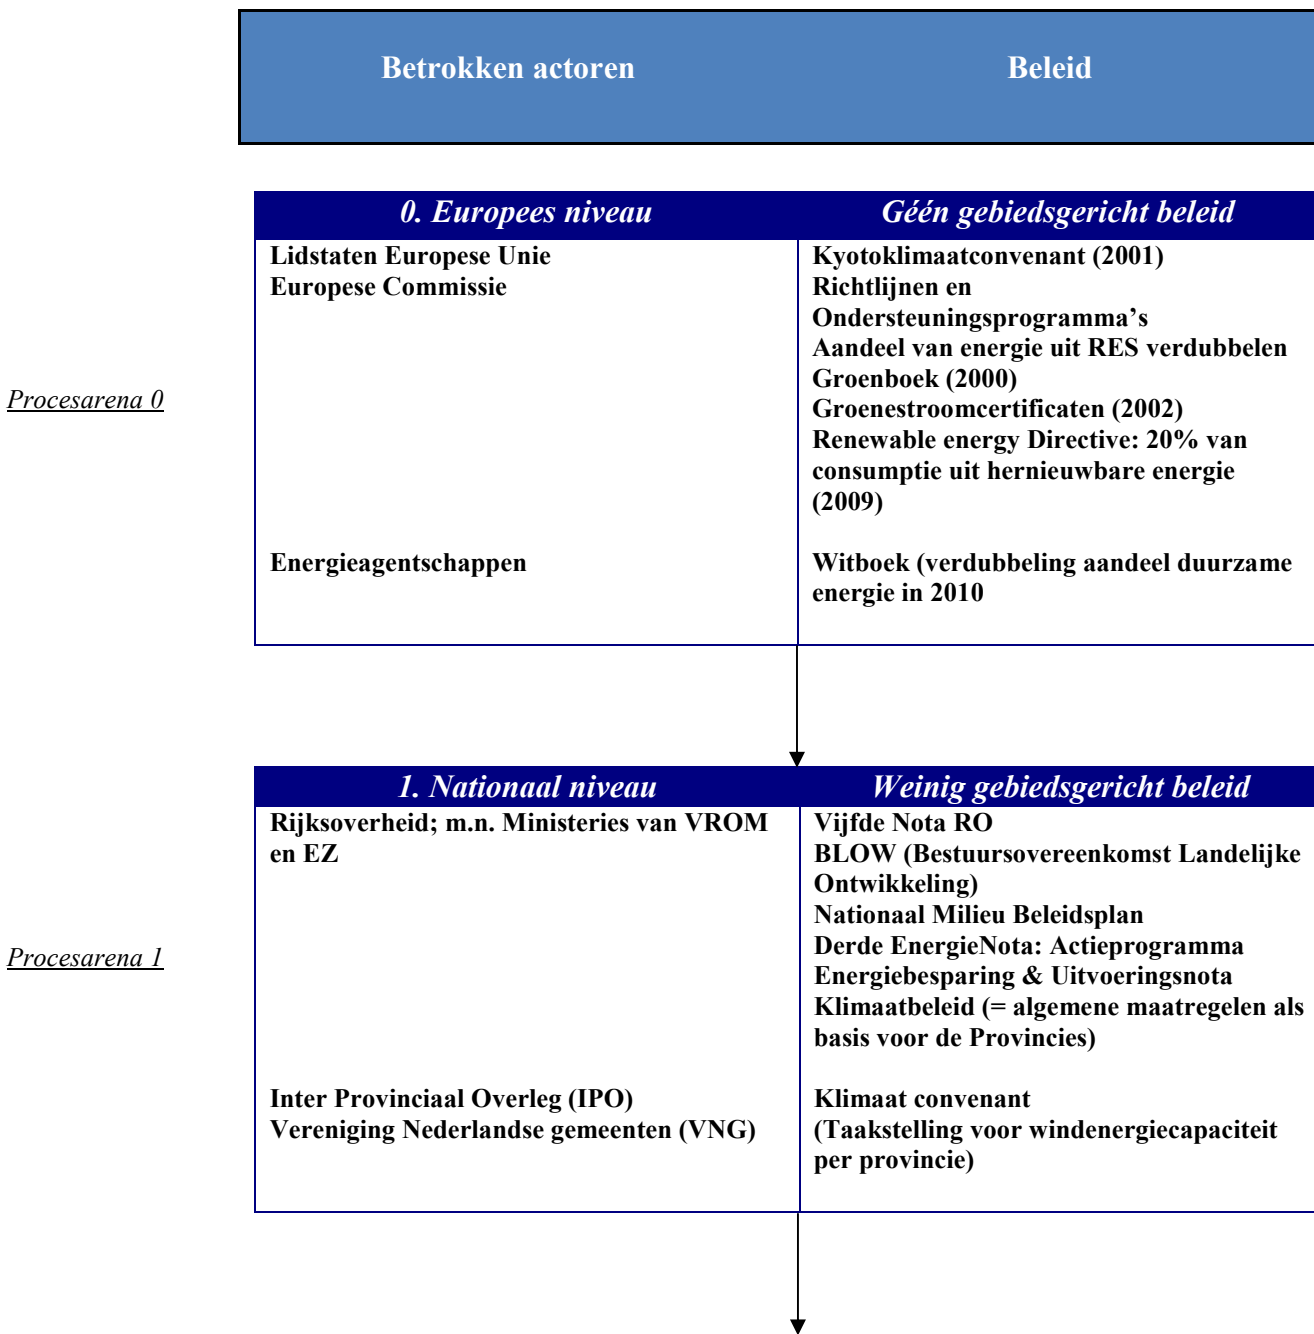 Betrokken actoren
Beleid
0. Europees niveau
Géén gebiedsgericht beleid
Lidstaten Europese Unie
Europese Commissie
Kyotoklimaatconvenant (2001)
Richtlijnen en
Ondersteuningsprogramma's
Aandeel van energie uit RES verdubbelen
Groenboek (2000)
Groenestroomcertificaten (2002)
Renewable energy Directive: 20% van
consumptie uit hernieuwbare energie
(2009)
Procesarena 0
Energieagentschappen
Witboek (verdubbeling aandeel duurzame
energie in 2010
1. Nationaal niveau
Weinig gebiedsgericht beleid
Rijksoverheid; m.n. Ministeries van VROM
en EZ
Vijfde Nota RO
BLOW (Bestuursovereenkomst Landelijke
Ontwikkeling)
Nationaal Milieu Beleidsplan
Derde EnergieNota: Actieprogramma
Energiebesparing & Uitvoeringsnota
Klimaatbeleid (= algemene maatregelen als
basis voor de Provincies)
Procesarena 1
Inter Provinciaal Overleg (IPO)
Vereniging Nederlandse gemeenten (VNG)
Klimaat convenant
(Taakstelling voor windenergiecapaciteit
per provincie)